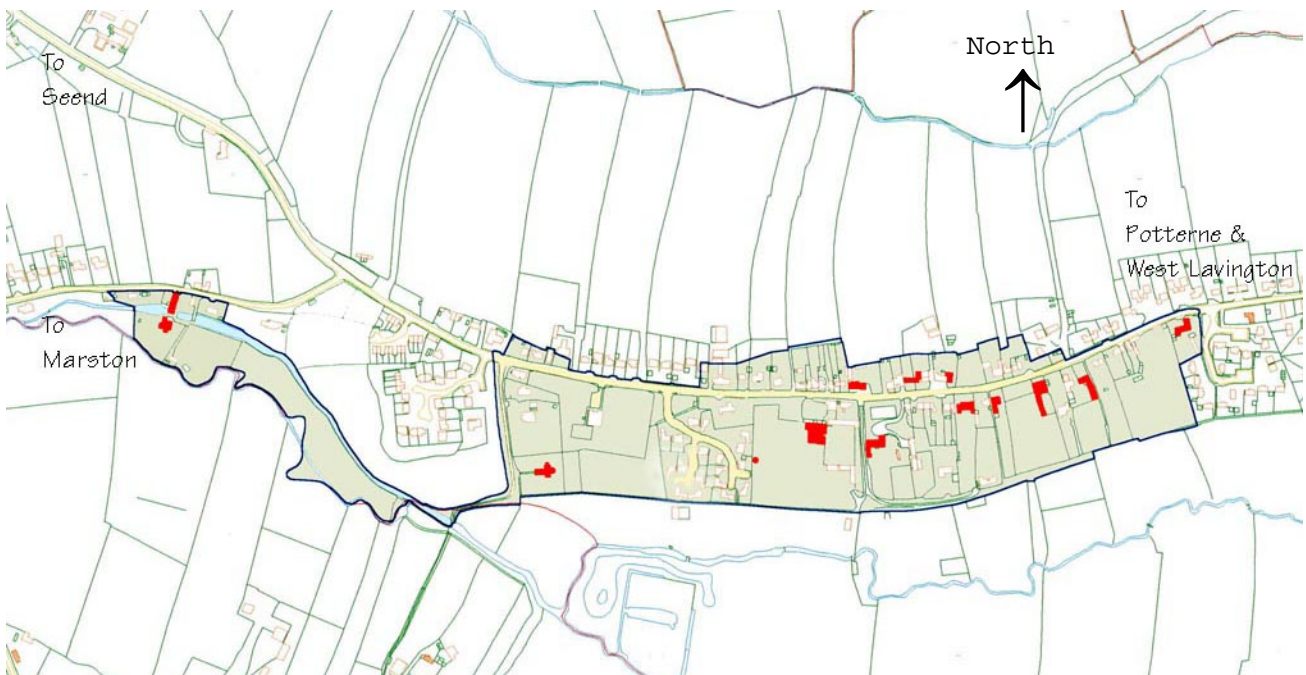 North
To
Seend
To
Potterne &
West Lavington
To
Marston